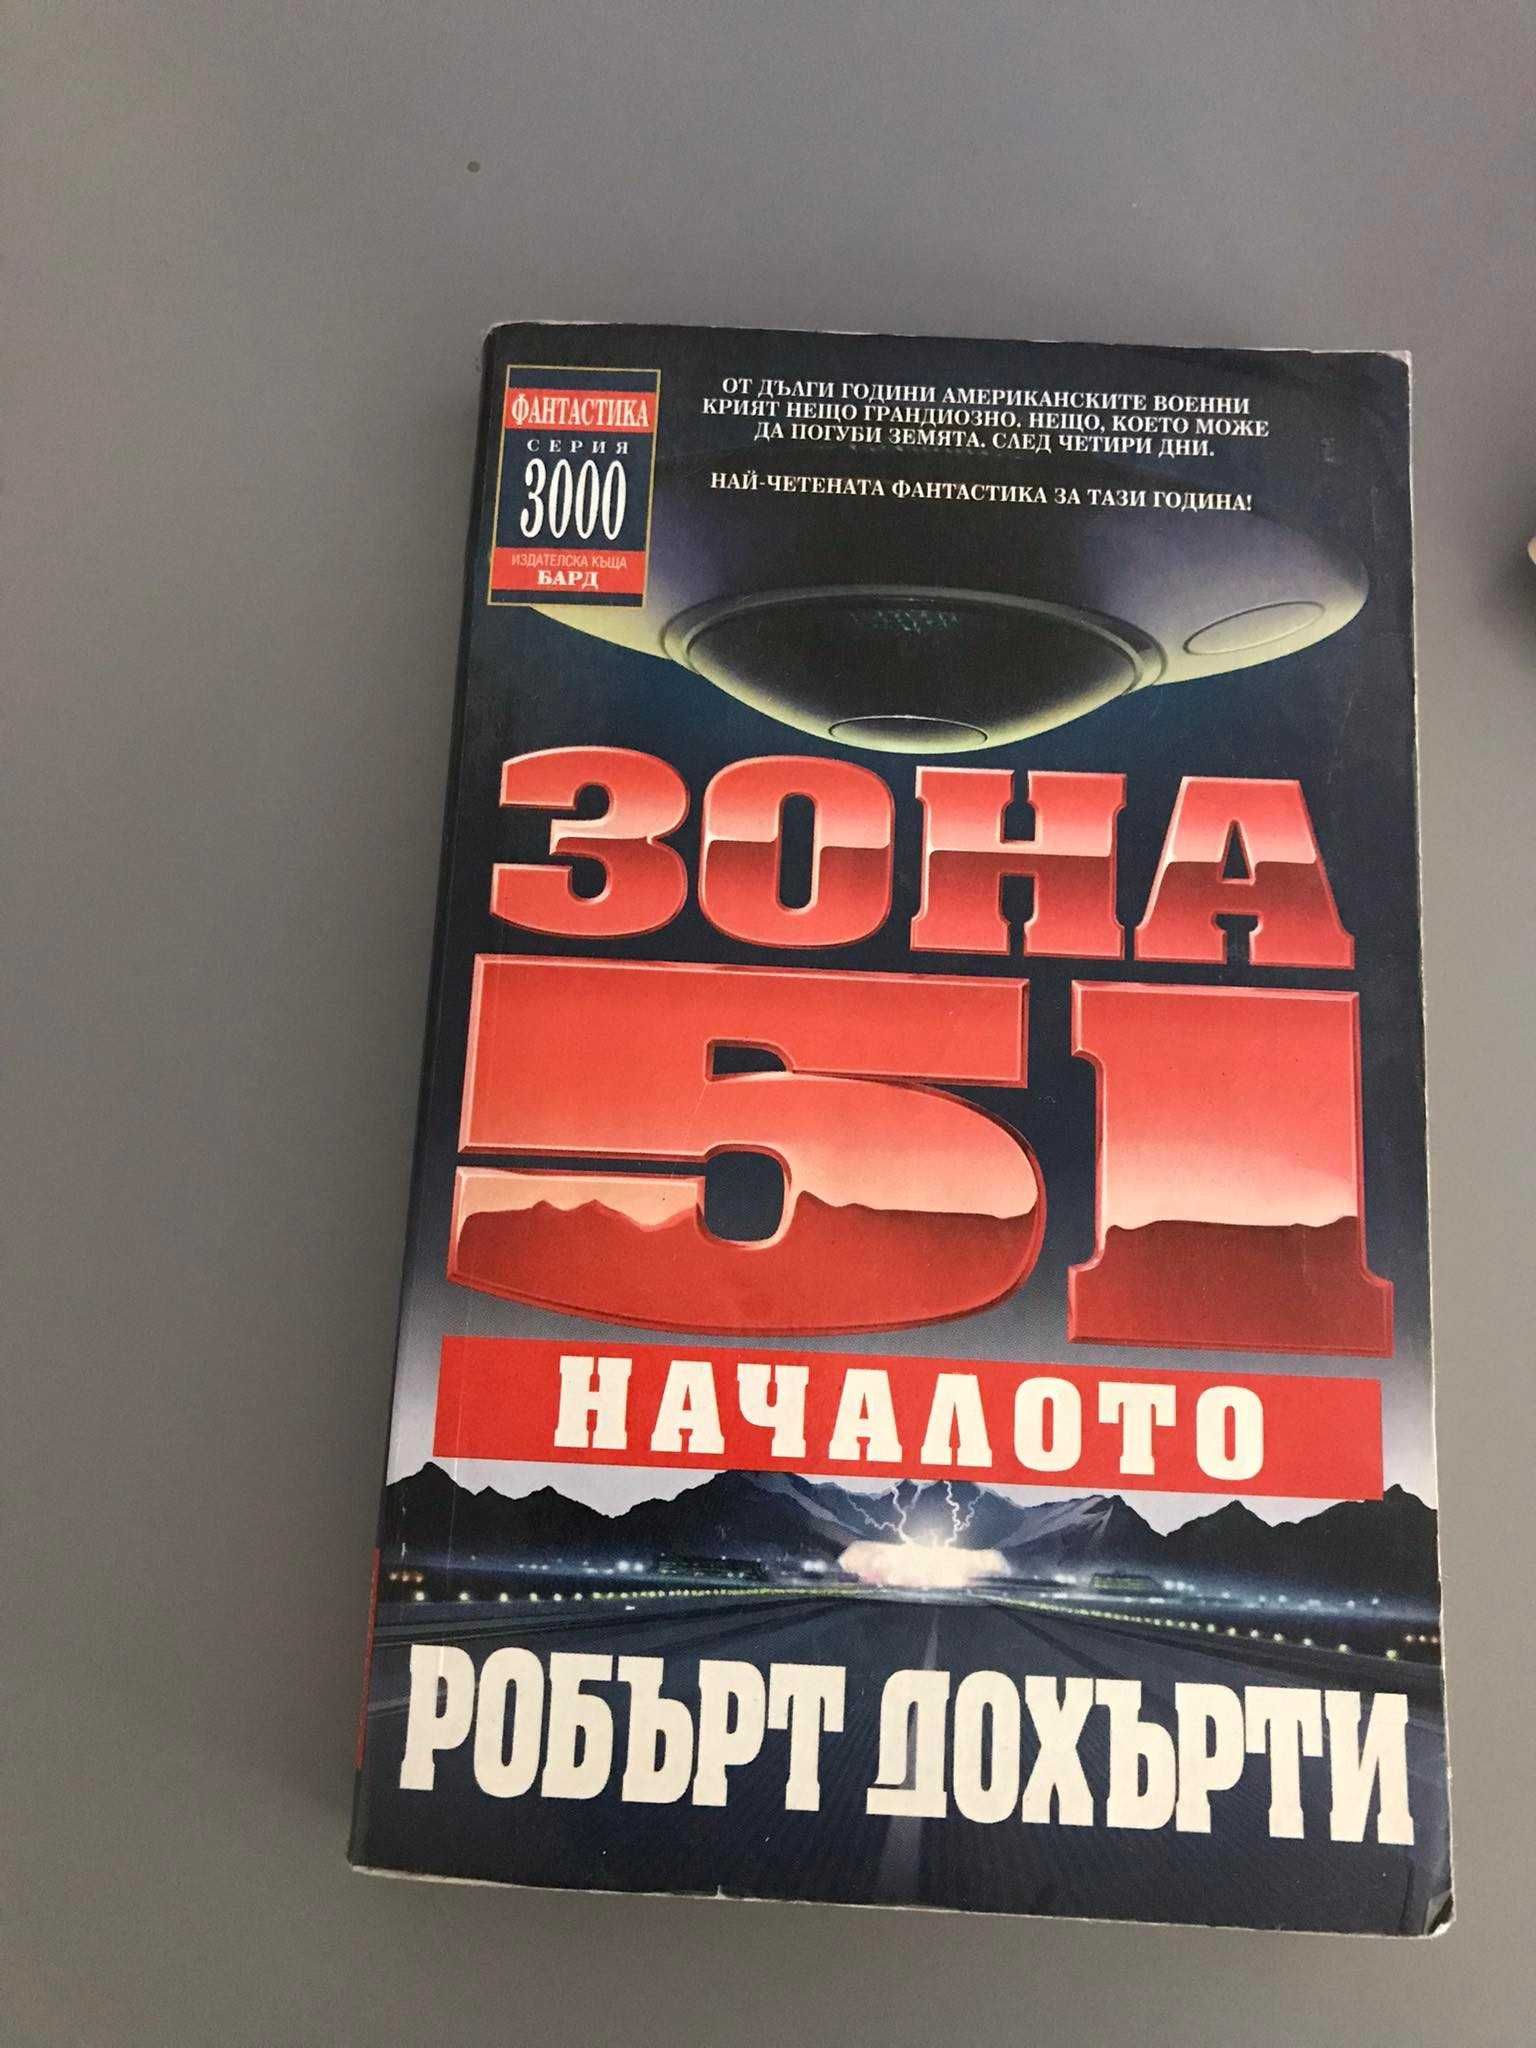 ФАНТАСТИКА
СЕРИЯ
3000
ИЗДАТЕЛСКА КЪЩА
БАРД
ОТ ДЪЛГИ ГОДИНИ АМЕРИКАНСКИТЕ ВОЕННИ
КРИЯТ НЕЩО ГРАНДИОЗНО. НЕЩО, КОЕТО МОЖЕ
ДА ПОГУБИ ЗЕМЯТА. СЛЕД ЧЕТИРИ ДНИ.
НАЙ-ЧЕТЕНАТА ФАНТАСТИКА ЗА ТАЗИ ГОДИНА!
ЗОНА
51
НАЧАЛОТО
РОБЪРТ ДОХЪРТИ